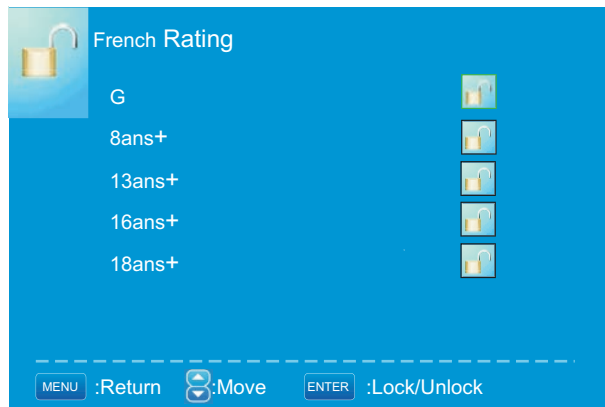 French Rating
G
8ans+
13ans+
16ans+
18ans+
MENU :Return :Move ENTER :Lock/Unlock